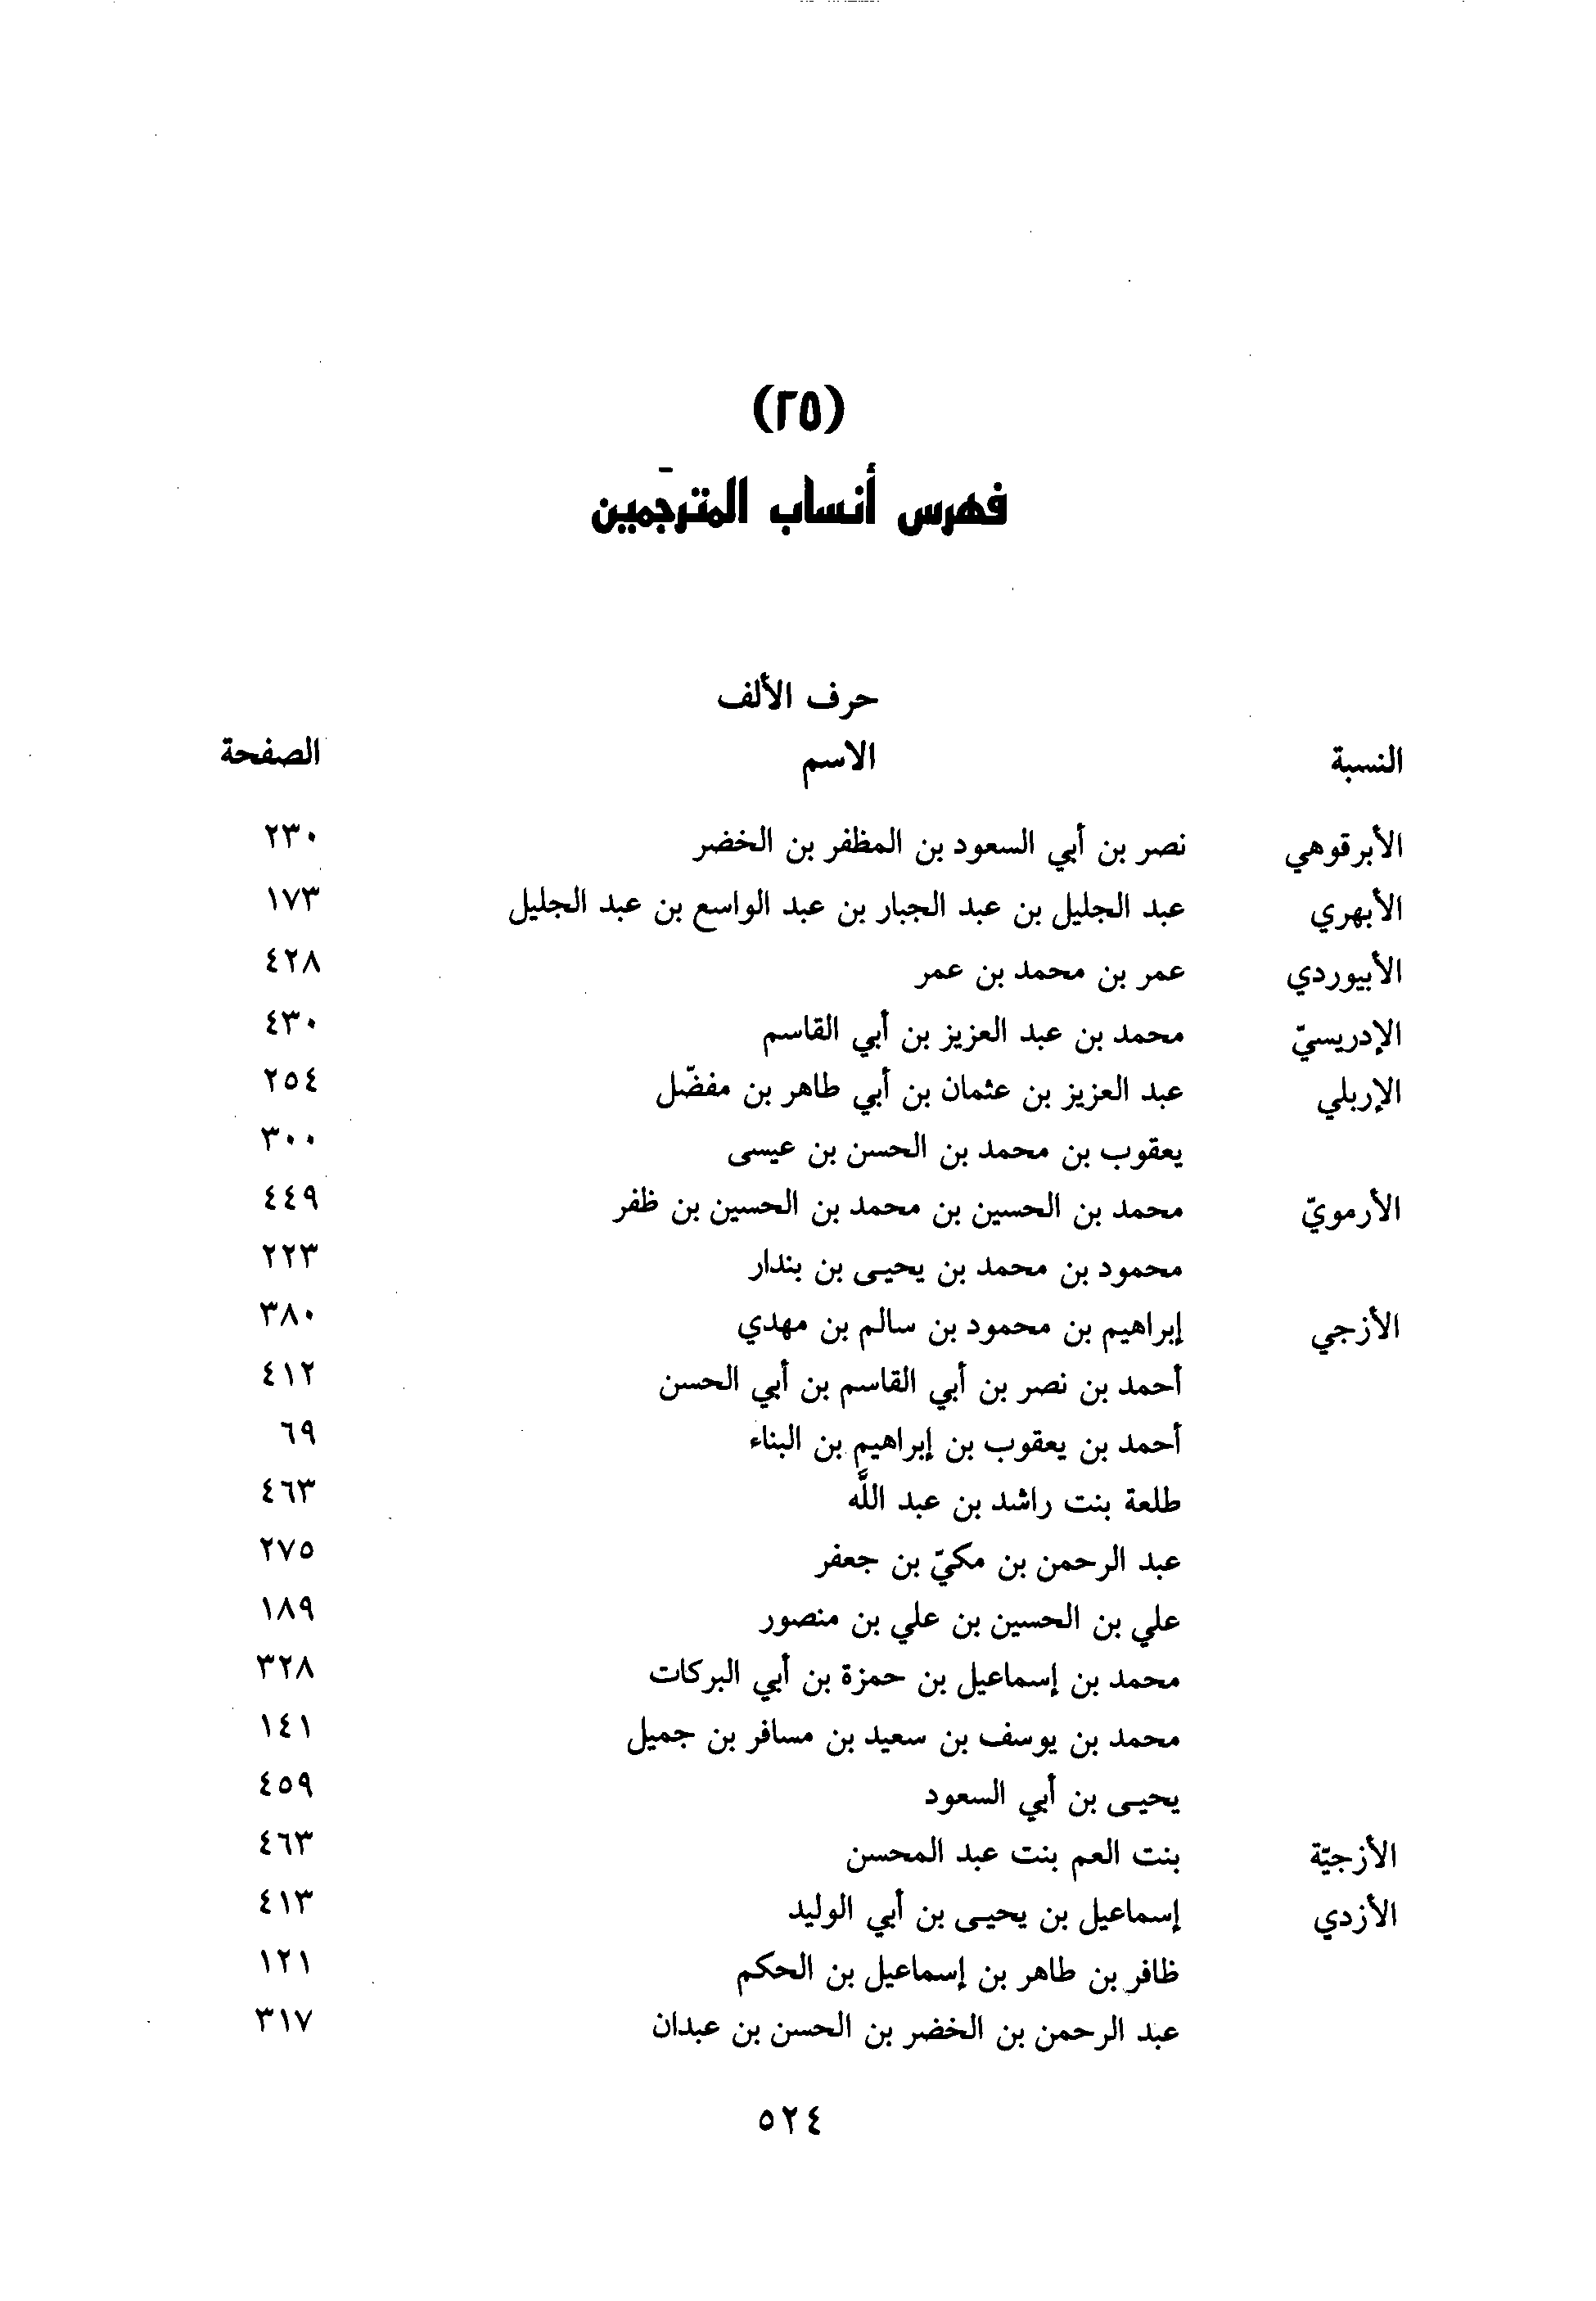 (٢٥)
فهرس أنساب المترجَمين
حرف الألف
النسبة الاسم الصفحة
الأبرقوهي نصر بن أبي السعود بن المظفر بن الخضر ٢٣٠
الأبهري عبد الجليل بن عبد الجبار بن عبد الواسع بن عبد الجليل ١٧٣
الأبيوردي عمر بن محمد بن عمر ٤٢٨
الإدريسيّ محمد بن عبد العزيز بن أبي القاسم ٤٣٠
الإربلي عبد العزيز بن عثمان بن أبي طاهر بن مفضّل ٢٥٤
يعقوب بن محمد بن الحسن بن عيسى ٣٠٠
الأرمويّ محمد بن الحسين بن محمد بن الحسين بن ظفر ٤٤٩
محمود بن محمد بن يحيى بن بندار ٢٢٣
الأزجي إبراهيم بن محمود بن سالم بن مهدي ٣٨٠
أحمد بن نصر بن أبي القاسم بن أبي الحسن ٤١٢
أحمد بن يعقوب بن إبراهيم بن البناء ٦٩
طلعة بنت راشد بن عبد اللَّه ٤٦٣
عبد الرحمن بن مكيّ بن جعفر ٢٧٥
علي بن الحسين بن علي بن منصور ١٨٩
محمد بن إسماعيل بن حمزة بن أبي البركات ٣٢٨
محمد بن يوسف بن سعيد بن مسافر بن جميل ١٤١
يحيى بن أبي السعود ٤٥٩
الأزجيّة بنت العم بنت عبد المحسن ٤٦٣
الأزدي إسماعيل بن يحيى بن أبي الوليد ٤١٣
ظافر بن طاهر بن إسماعيل بن الحكم ١٢١
عبد الرحمن بن الخضر بن الحسن بن عبدان ٣١٧
٥٢٤